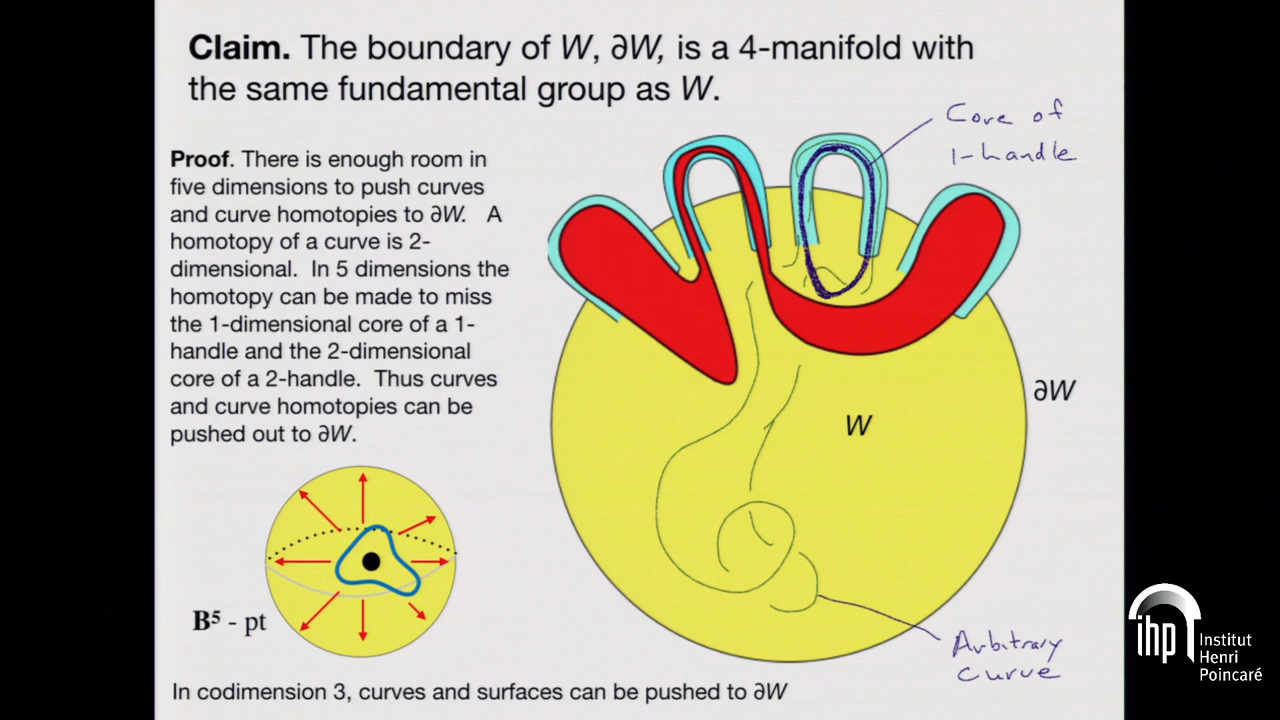 Claim. The boundary of W, ∂W, is a 4-manifold with
the same fundamental group as W.
Core of
1-handle
Proof. There is enough room in
five dimensions to push curves
and curve homotopies to ∂W. A
homotopy of a curve is 2-
dimensional. In 5 dimensions the
homotopy can be made to miss
the 1-dimensional core of a 1-
handle and the 2-dimensional
core of a 2-handle. Thus curves
and curve homotopies can be
pushed out to ∂W.
∂W
W
B⁵ - pt
Arbitrary
curve
In codimension 3, curves and surfaces can be pushed to ∂W
ihp
Institut
Henri
Poincaré